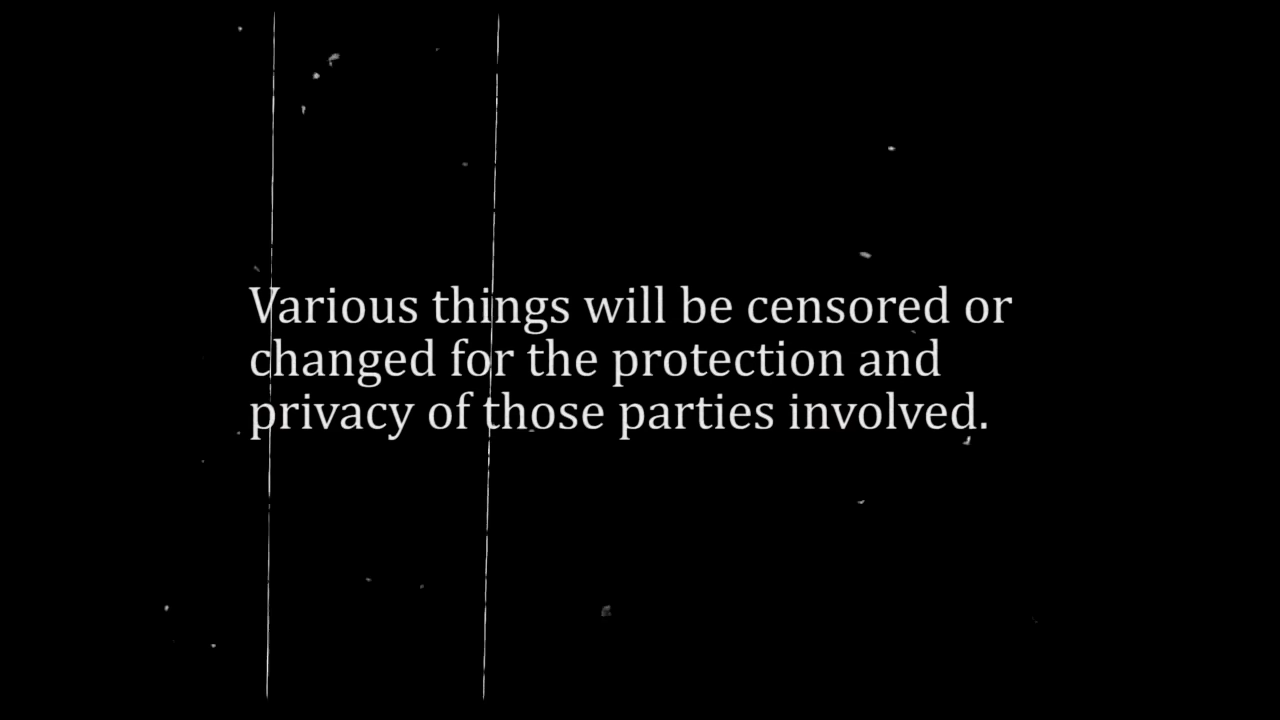 Various things will be censored or
changed for the protection and
privacy of those parties involved.